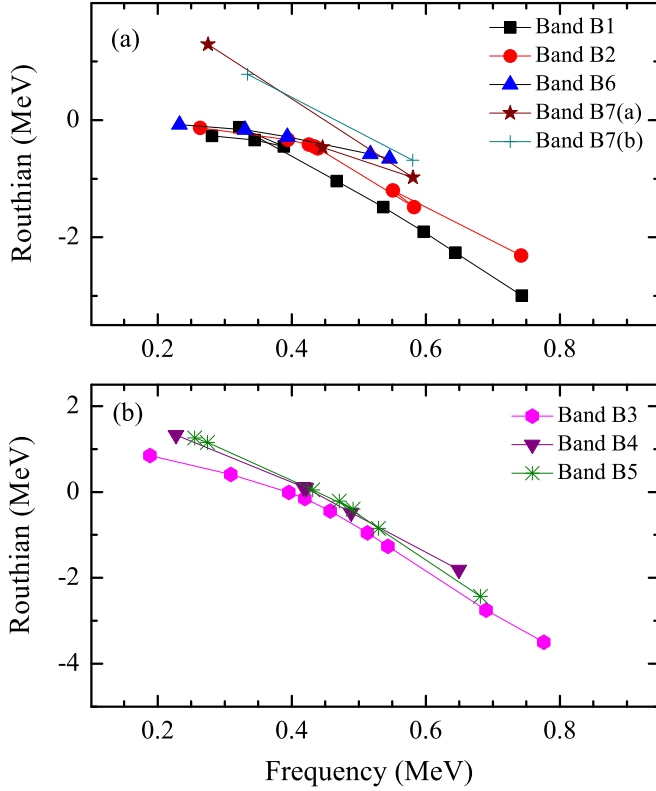 (a)
Band B1
Band B2
Band B6
Band B7(a)
Band B7(b)
Routhian (MeV)
0
-2
0.2 0.4 0.6 0.8
(b)
Band B3
Band B4
Band B5
Routhian (MeV)
2
0
-2
-4
0.2 0.4 0.6 0.8
Frequency (MeV)